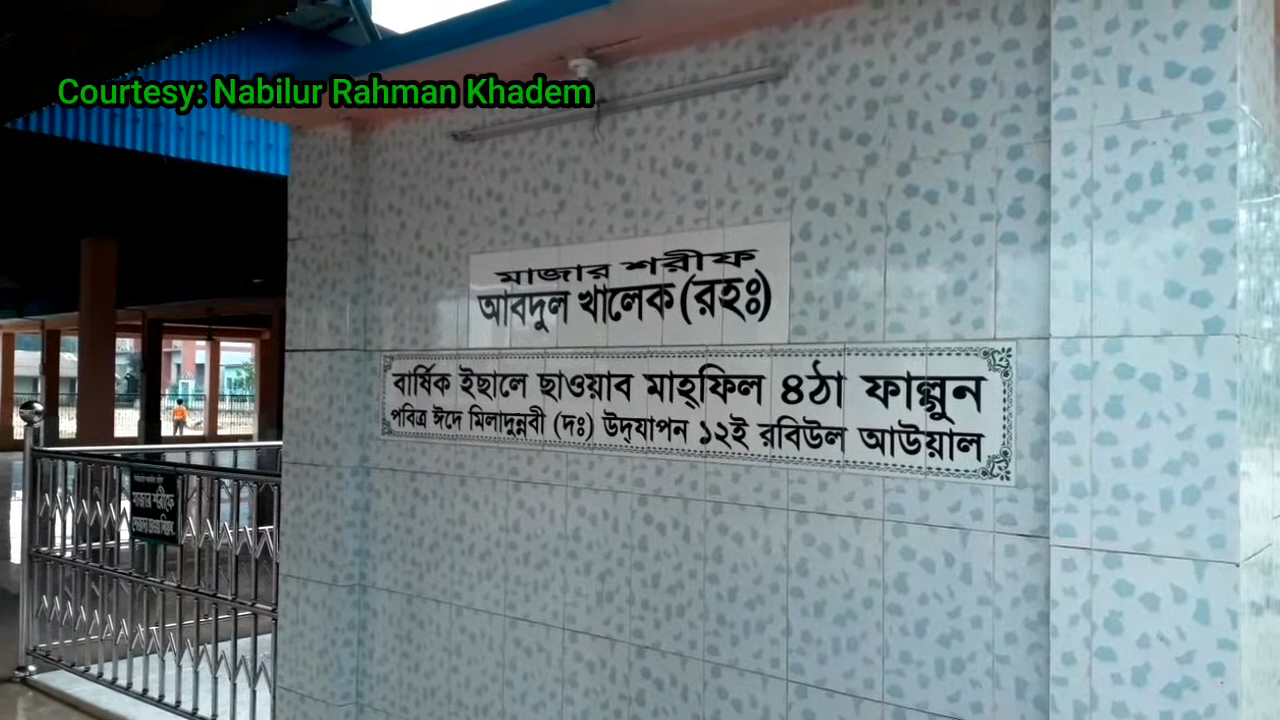 Courtesy: Nabilur Rahman Khadem
মাজার শরীফ
আবদুল খালেক (রহঃ)
বার্ষিক ইছালে ছাওয়াব মাহ্ফিল ৪ঠা ফাল্গুন
পবিত্র ঈদে মিলাদুন্নবী (দঃ) উদ্‌যাপন ১২ই রবিউল আউয়াল
মাজার শরীফে